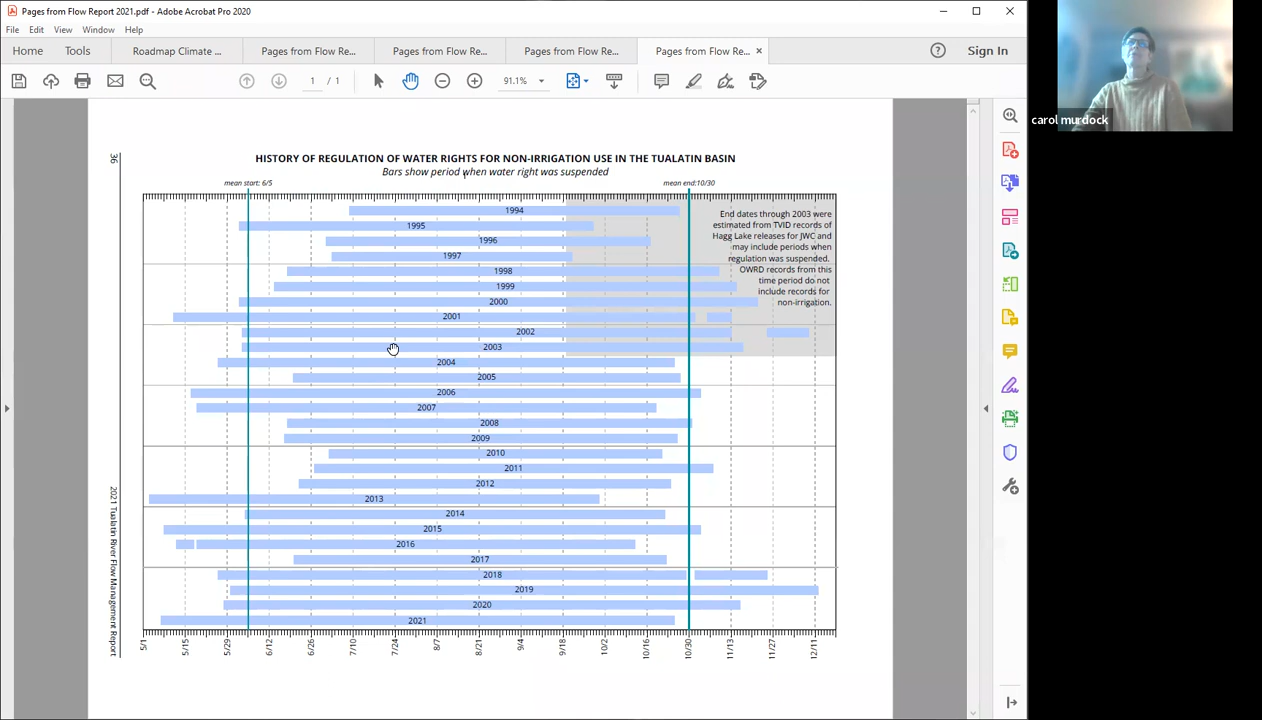 Pages from Flow Report 2021.pdf - Adobe Acrobat Pro 2020
File Edit View Window Help
Home Tools Roadmap Climate ... Pages from Flow Re... Pages from Flow Re... Pages from Flow Re... Pages from Flow Re... × Sign In
1 / 1 91.1%
carol murdock
36
HISTORY OF REGULATION OF WATER RIGHTS FOR NON-IRRIGATION USE IN THE TUALATIN BASIN
Bars show period when water right was suspended
mean start: 6/5 mean end:10/30
End dates through 2003 were
estimated from TVID records of
Hagg Lake releases for JWC and
may include periods when
regulation was suspended.
OWRD records from this
time period do not
include records for
non-irrigation.
1994
1995
1996
1997
1998
1999
2000
2001
2002
2003
2004
2005
2006
2007
2008
2009
2010
2011
2012
2013
2014
2015
2016
2017
2018
2019
2020
2021
5/1 5/15 5/29 6/12 6/26 7/10 7/24 8/7 8/21 9/4 9/18 10/2 10/16 10/30 11/13 11/27 12/11
2021 Tualatin River Flow Management Report